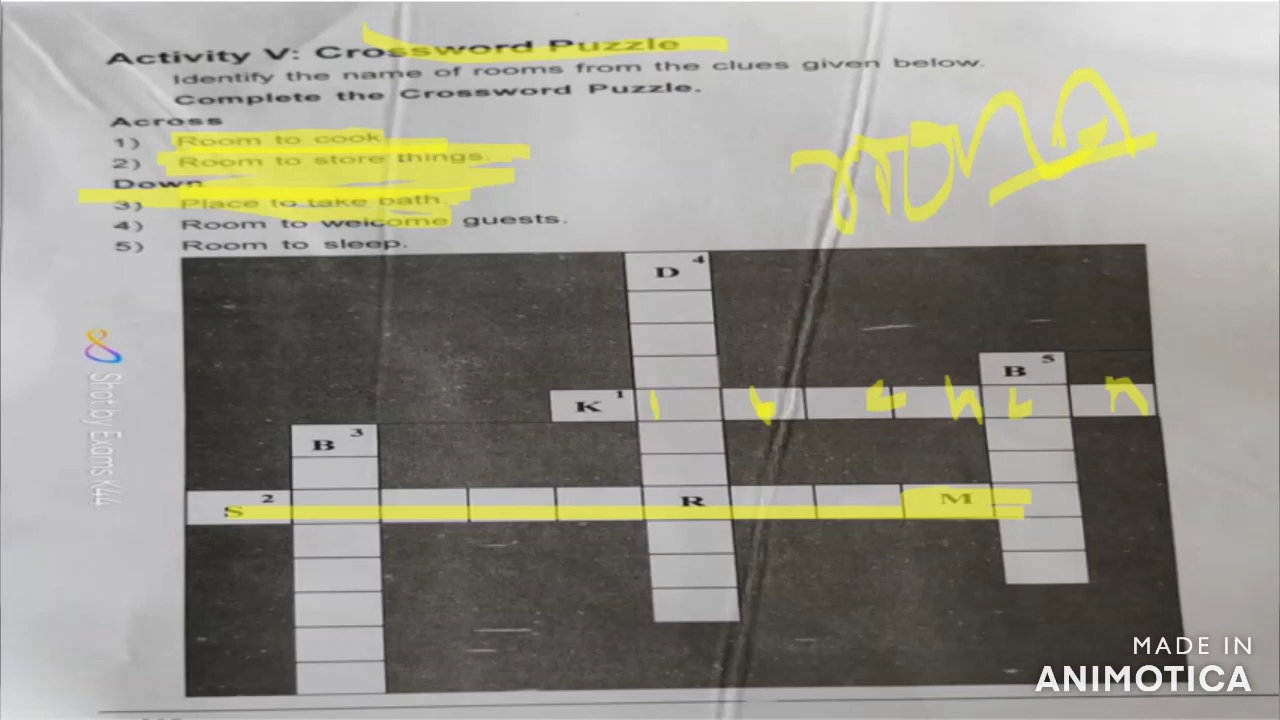 Activity V: Crossword Puzzle
Identify the name of rooms from the clues given below.
Complete the Crossword Puzzle.
Across
1) Room to cook
2) Room to store things.
Down
3) Place to take bath.
4) Room to welcome guests.
5) Room to sleep.
D 4
B 5
K 1 i t c h e n
B 3
S 2 R M
Shot by Exams K444
MADE IN
ANIMOTICA